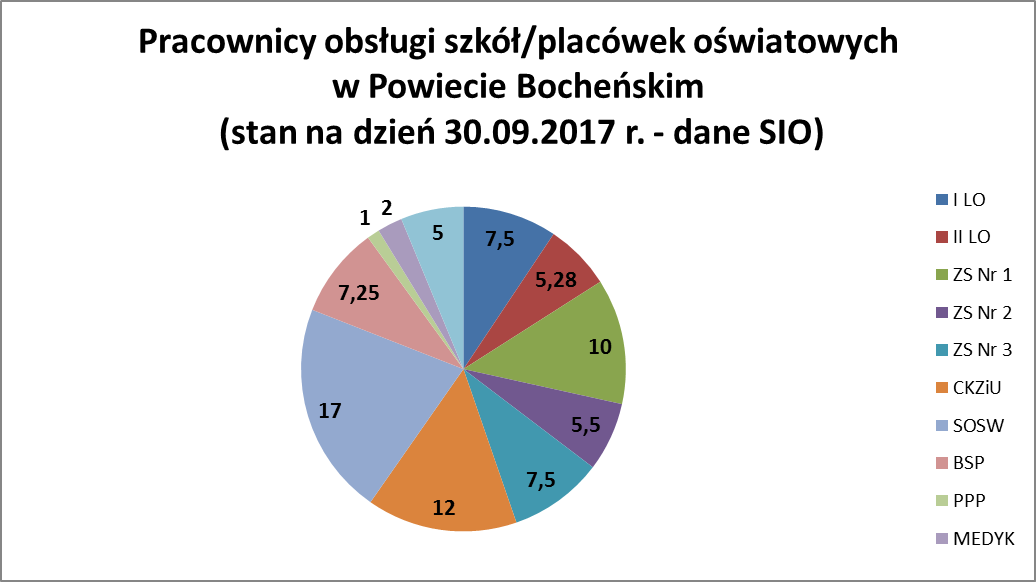 Pracownicy obsługi szkół/placówek oświatowych
w Powiecie Bocheńskim
(stan na dzień 30.09.2017 r. - dane SIO)
7,5
5,28
10
5,5
7,5
12
17
7,25
1
2
5
I LO
II LO
ZS Nr 1
ZS Nr 2
ZS Nr 3
CKZiU
SOSW
BSP
PPP
MEDYK